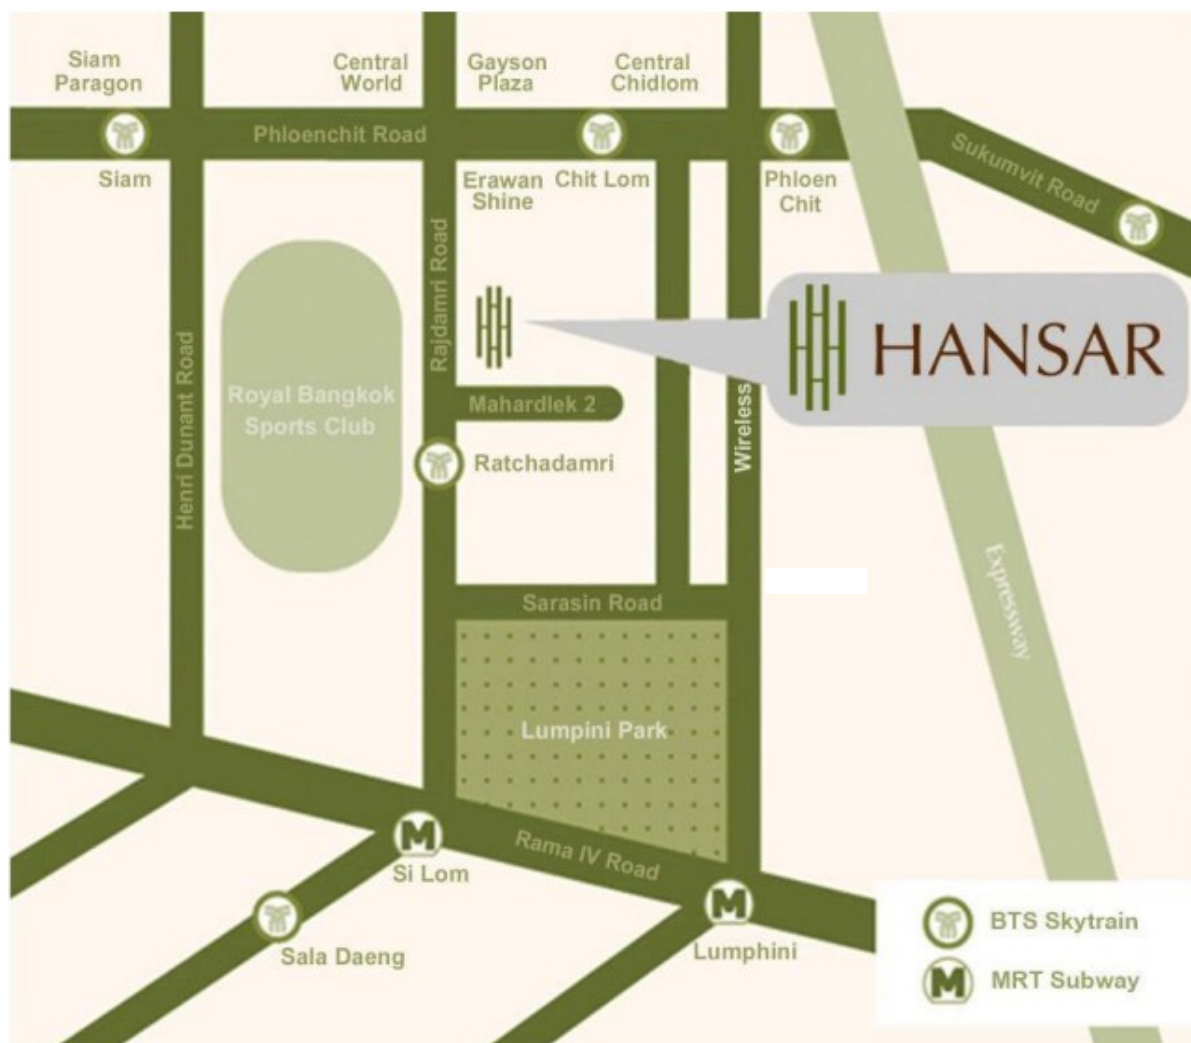 Siam
Paragon
Central
World
Gayson
Plaza
Central
Chidlom
Phloenchit Road
Sukumvit Road
Siam
Erawan
Shine
Chit Lom
Phloen
Chit
Henri Dunant Road
Royal Bangkok
Sports Club
Rajdamri Road
HANSAR
Mahardlek 2
Wireless
Ratchadamri
Expressway
Sarasin Road
Lumpini Park
Rama IV Road
M
Si Lom
M
Lumphini
Sala Daeng
BTS Skytrain
M
MRT Subway